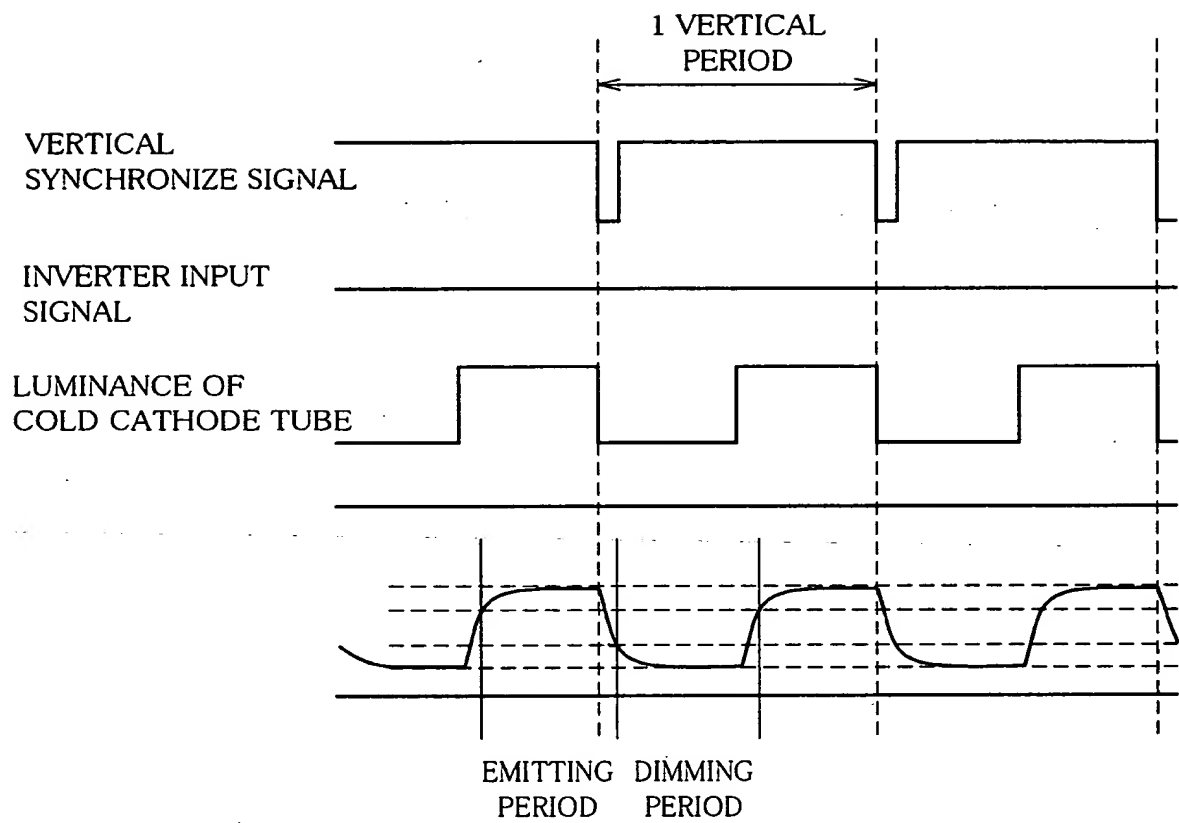 1 VERTICAL
PERIOD
VERTICAL
SYNCHRONIZE SIGNAL
INVERTER INPUT
SIGNAL
LUMINANCE OF
COLD CATHODE TUBE
EMITTING
PERIOD
DIMMING
PERIOD